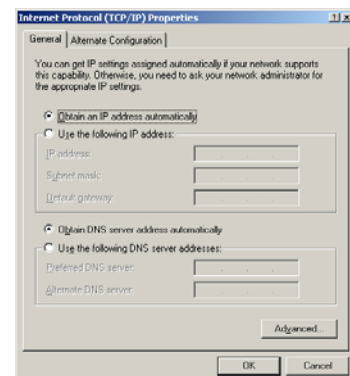 Internet Protocol (TCP/IP) Properties
General
Alternate Configuration
You can get IP settings assigned automatically if your network supports
this capability. Otherwise, you need to ask your network administrator for
the appropriate IP settings.
Obtain an IP address automatically
Use the following IP address:
IP address:
Subnet mask:
Default gateway:
Obtain DNS server address automatically
Use the following DNS server addresses:
Preferred DNS server:
Alternate DNS server:
Advanced...
OK
Cancel